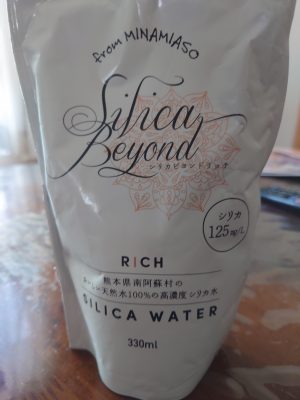 from MINAMIASO
Silica
Beyond
シリカビヨンドリッチ
シリカ
125mg/L
RICH
熊本県南阿蘇村の
天然水100%の高濃度シリカ水
SILICA WATER
330ml